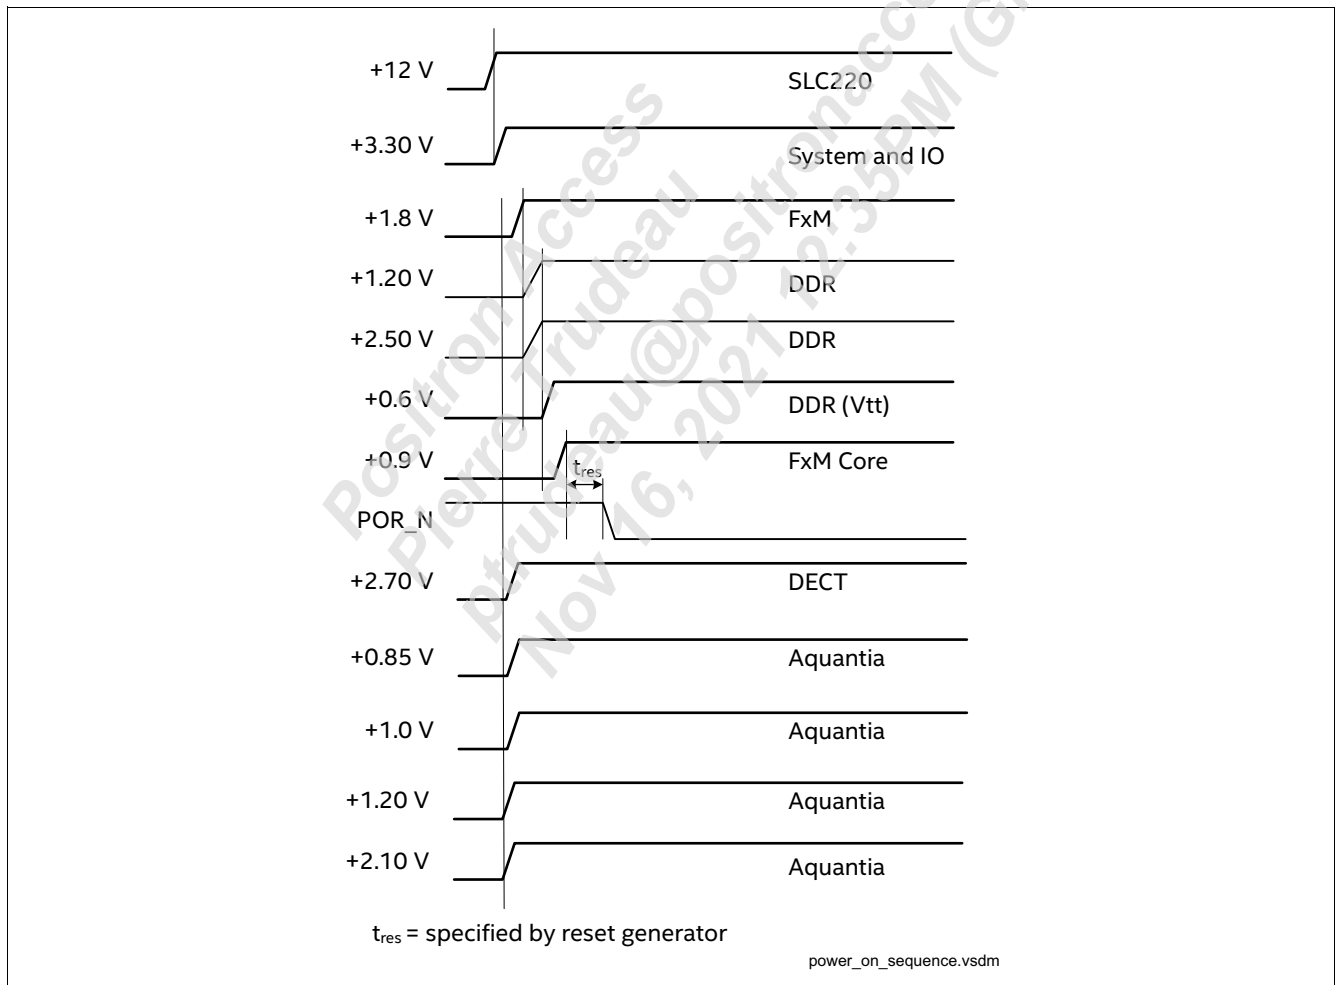 +12 V
SLC220
+3.30 V
System and IO
+1.8 V
FxM
+1.20 V
DDR
+2.50 V
DDR
+0.6 V
DDR (Vtt)
+0.9 V
tres
FxM Core
POR_N
+2.70 V
DECT
+0.85 V
Aquantia
+1.0 V
Aquantia
+1.20 V
Aquantia
+2.10 V
Aquantia
tres = specified by reset generator
power_on_sequence.vsdm
Positron Access
Pierre Trudeau
ptrudeau@positronacce
Nov 16, 2021 12:35PM (G